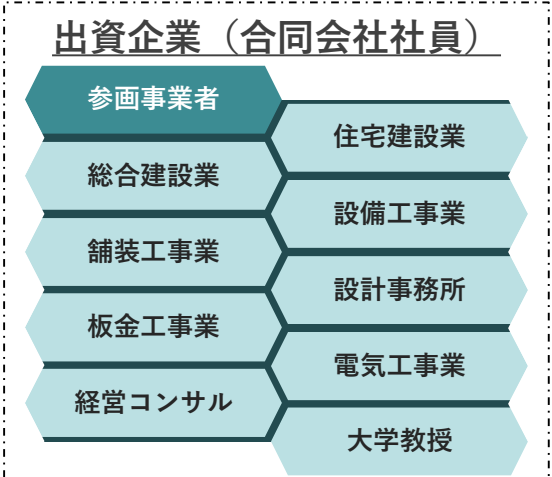 出資企業（合同会社社員）
参画事業者
住宅建設業
総合建設業
設備工事業
舗装工事業
設計事務所
板金工事業
電気工事業
経営コンサル
大学教授